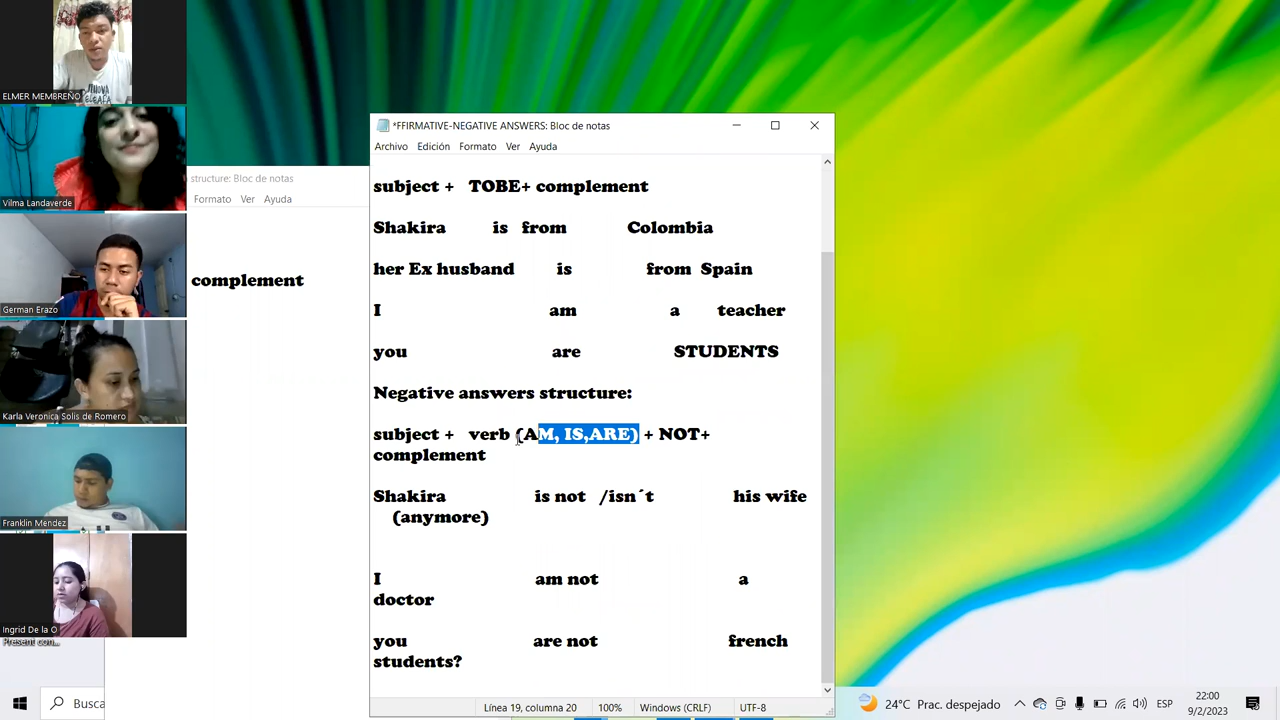 ELMER MEMBREÑO
Vilma Landaverde
German Erazo
Karla Veronica Solis de Romero
Franklin Mendez
Ingrid De la O
Present con...
structure: Bloc de notas
Formato Ver Ayuda
complement
*FFIRMATIVE-NEGATIVE ANSWERS: Bloc de notas
Archivo Edición Formato Ver Ayuda
subject + TOBE+ complement
Shakira is from Colombia
her Ex husband is from Spain
I am a teacher
you are STUDENTS
Negative answers structure:
subject + verb (AM, IS,ARE) + NOT+
complement
Shakira is not /isn´t his wife
(anymore)
I am not a
doctor
you are not french
students?
Línea 19, columna 20 100% Windows (CRLF) UTF-8
Busca
24°C Prac. despejado ESP 22:00
9/2/2023